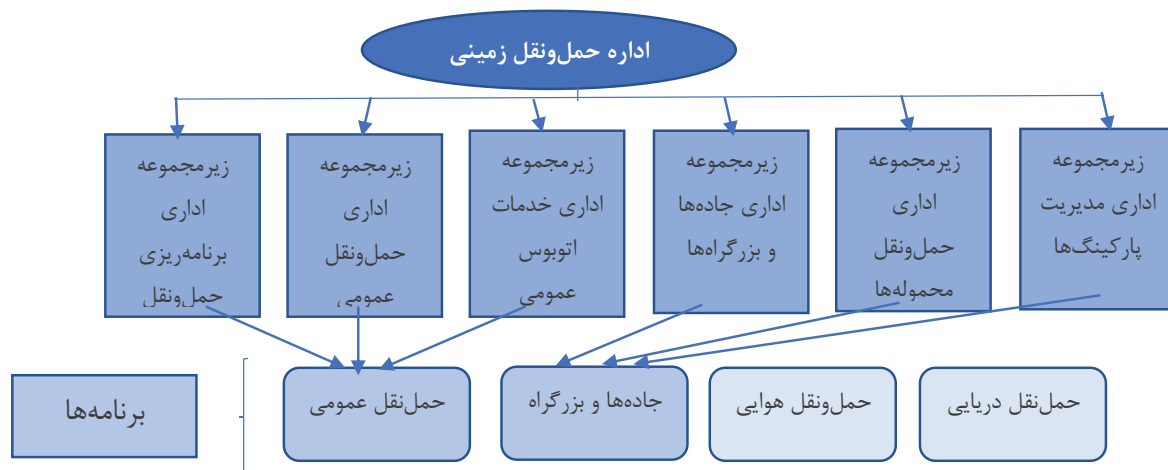 اداره حمل‌ونقل زمینی
زیرمجموعه
اداری مدیریت
پارکینگ‌ها
زیرمجموعه
اداری
حمل‌ونقل
محموله‌ها
زیرمجموعه
اداری جاده‌ها
و بزرگراه‌ها
زیرمجموعه
اداری خدمات
اتوبوس
عمومی
زیرمجموعه
اداری
حمل‌ونقل
عمومی
زیرمجموعه
اداری
برنامه‌ریزی
حمل‌ونقل
حمل‌نقل دریایی
حمل‌ونقل هوایی
جاده‌ها و بزرگراه
حمل‌نقل عمومی
برنامه‌ها